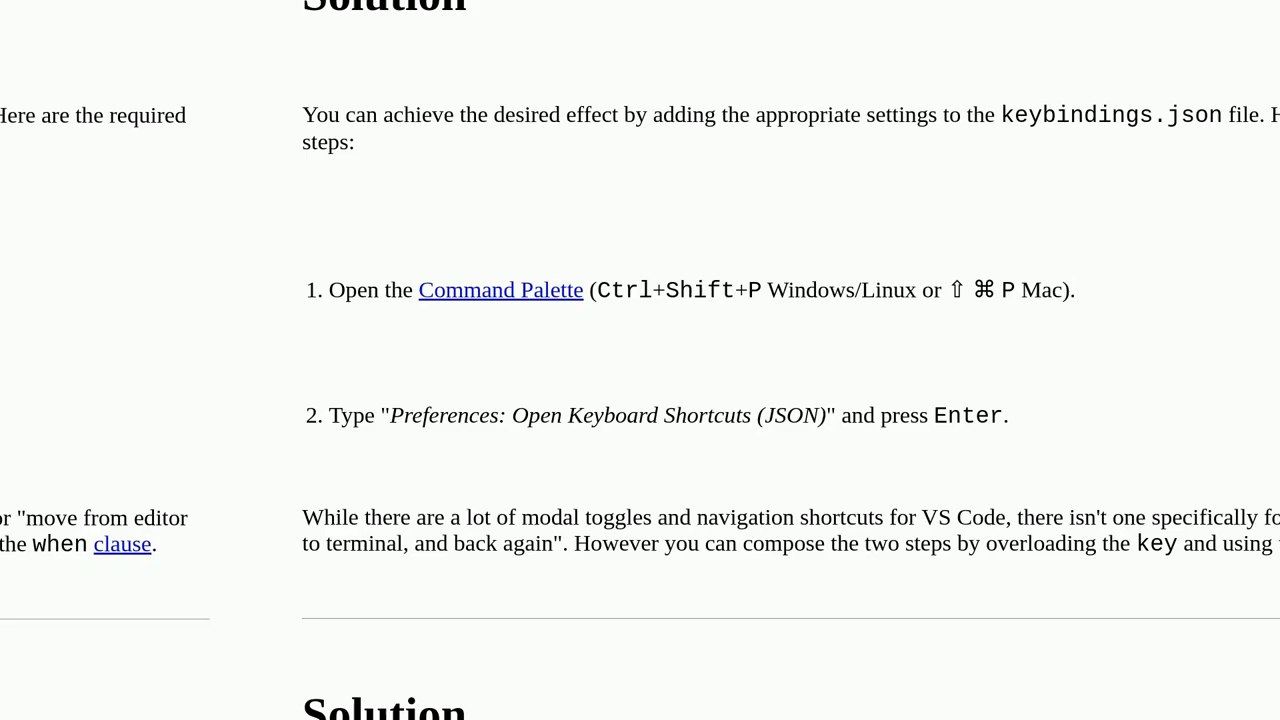 Solution
Here are the required
You can achieve the desired effect by adding the appropriate settings to the keybindings.json file.
steps:
1. Open the Command Palette (Ctrl+Shift+P Windows/Linux or ⇧ ⌘ P Mac).
2. Type "Preferences: Open Keyboard Shortcuts (JSON)" and press Enter.
or "move from editor
the when clause.
While there are a lot of modal toggles and navigation shortcuts for VS Code, there isn't one specifically
to terminal, and back again". However you can compose the two steps by overloading the key and using
Solution